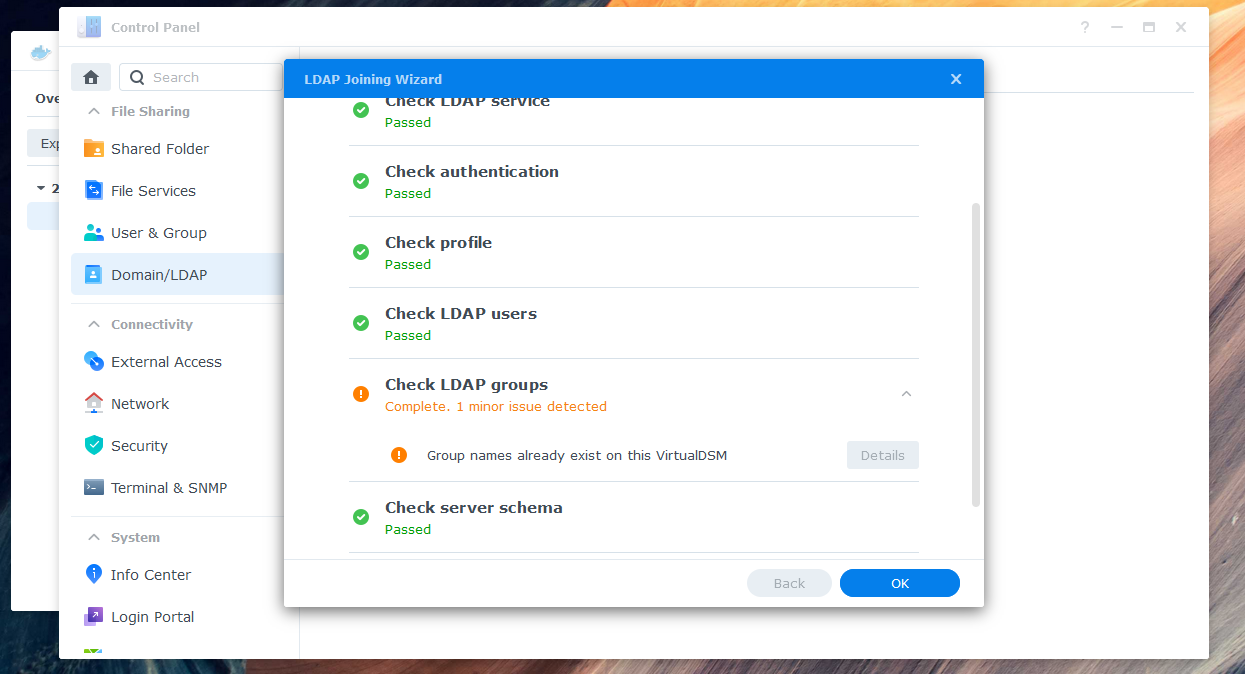 Control Panel
?
Ove
Exp
2
Search
File Sharing
Shared Folder
File Services
User & Group
Domain/LDAP
Connectivity
External Access
Network
Security
Terminal & SNMP
System
Info Center
Login Portal
LDAP Joining Wizard
Check LDAP service
Passed
Check authentication
Passed
Check profile
Passed
Check LDAP users
Passed
Check LDAP groups
Complete. 1 minor issue detected
Group names already exist on this VirtualDSM
Details
Check server schema
Passed
Back
OK